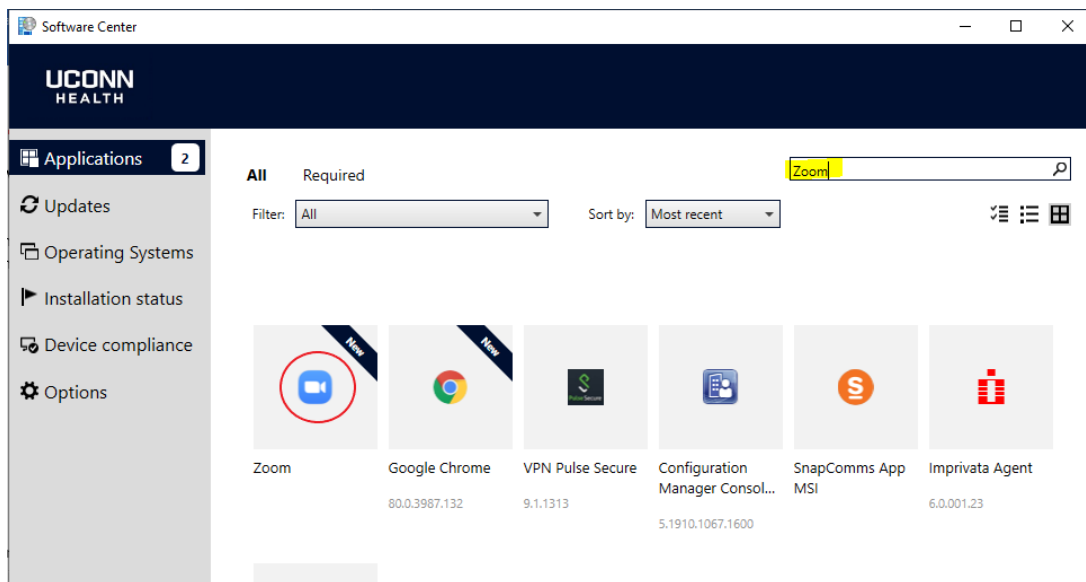 Software Center
UCONN
HEALTH
Applications 2
Updates
Operating Systems
Installation status
Device compliance
Options
All Required
Zoom
Filter: All Sort by: Most recent
New New
PulseSecure
Zoom
Google Chrome
80.0.3987.132
VPN Pulse Secure
9.1.1313
Configuration
Manager Consol...
5.1910.1067.1600
SnapComms App
MSI
Imprivata Agent
6.0.001.23